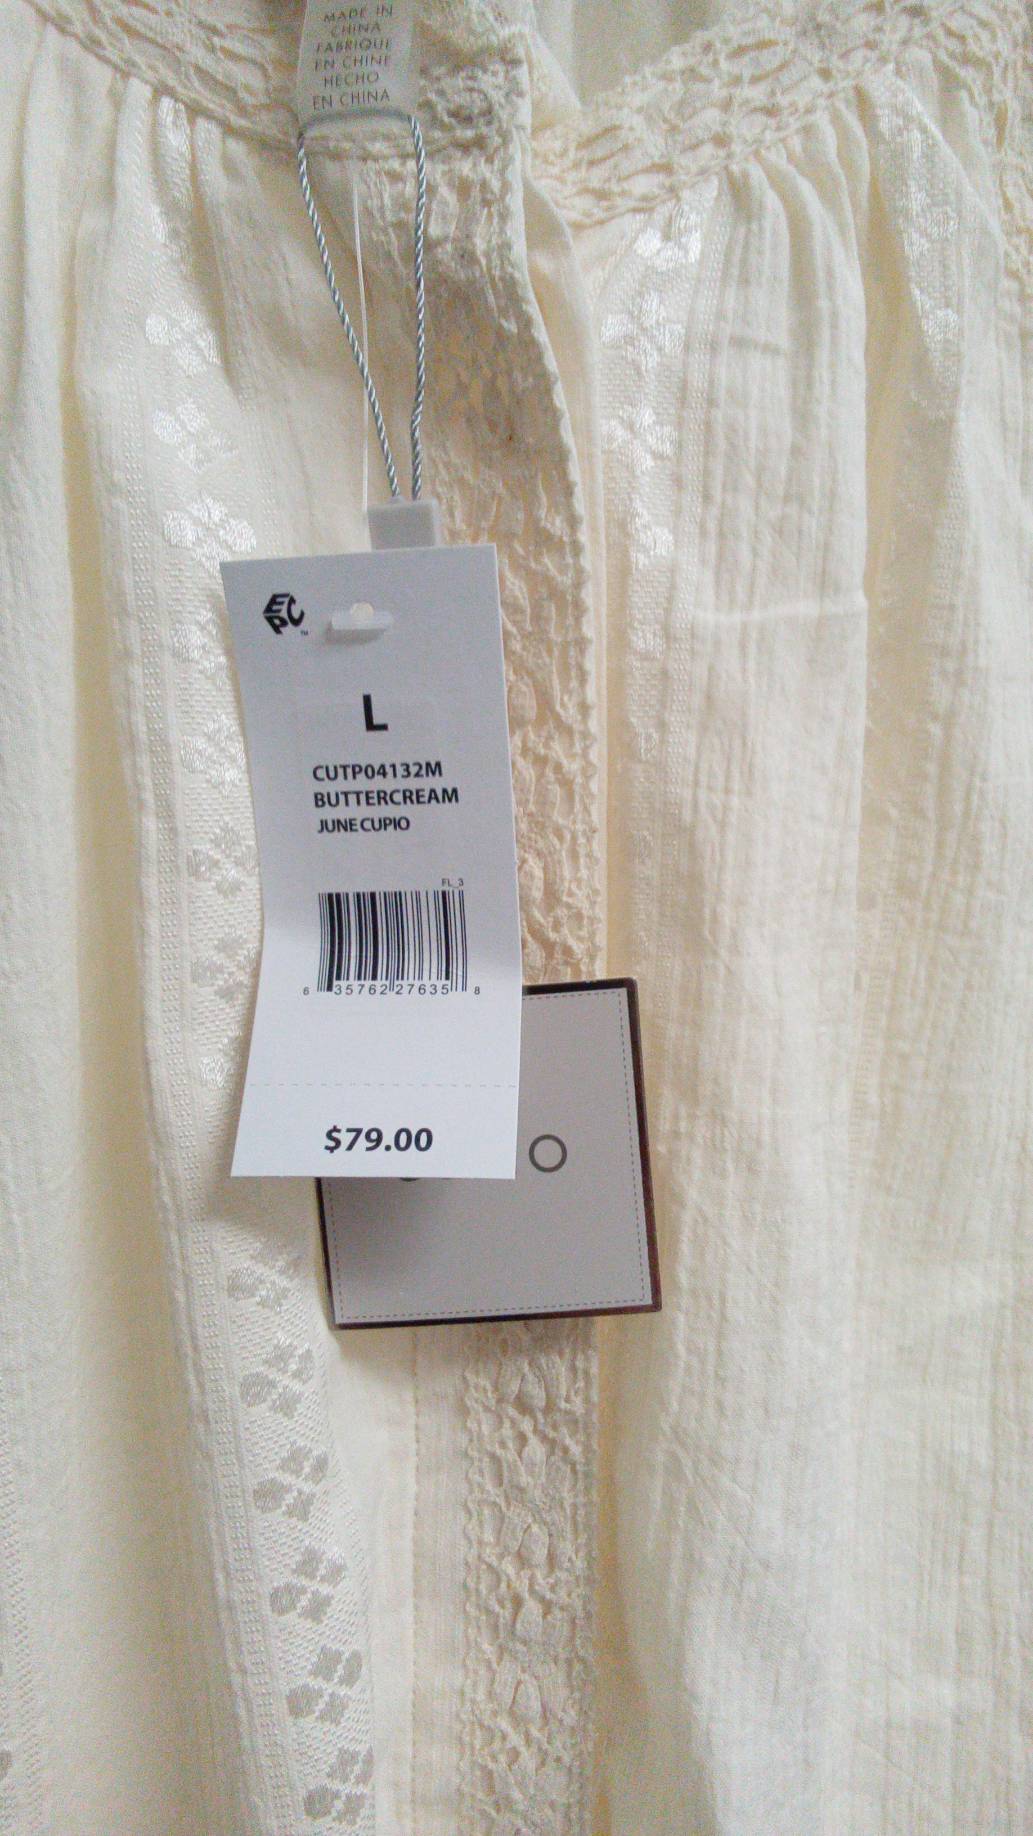 MADE IN
CHINA
FABRIQUE
EN CHINE
HECHO
EN CHINA
EPC
TM
L
CUTP04132M
BUTTERCREAM
JUNE CUPIO
FL_3
6 35762 27635 8
$79.00
O